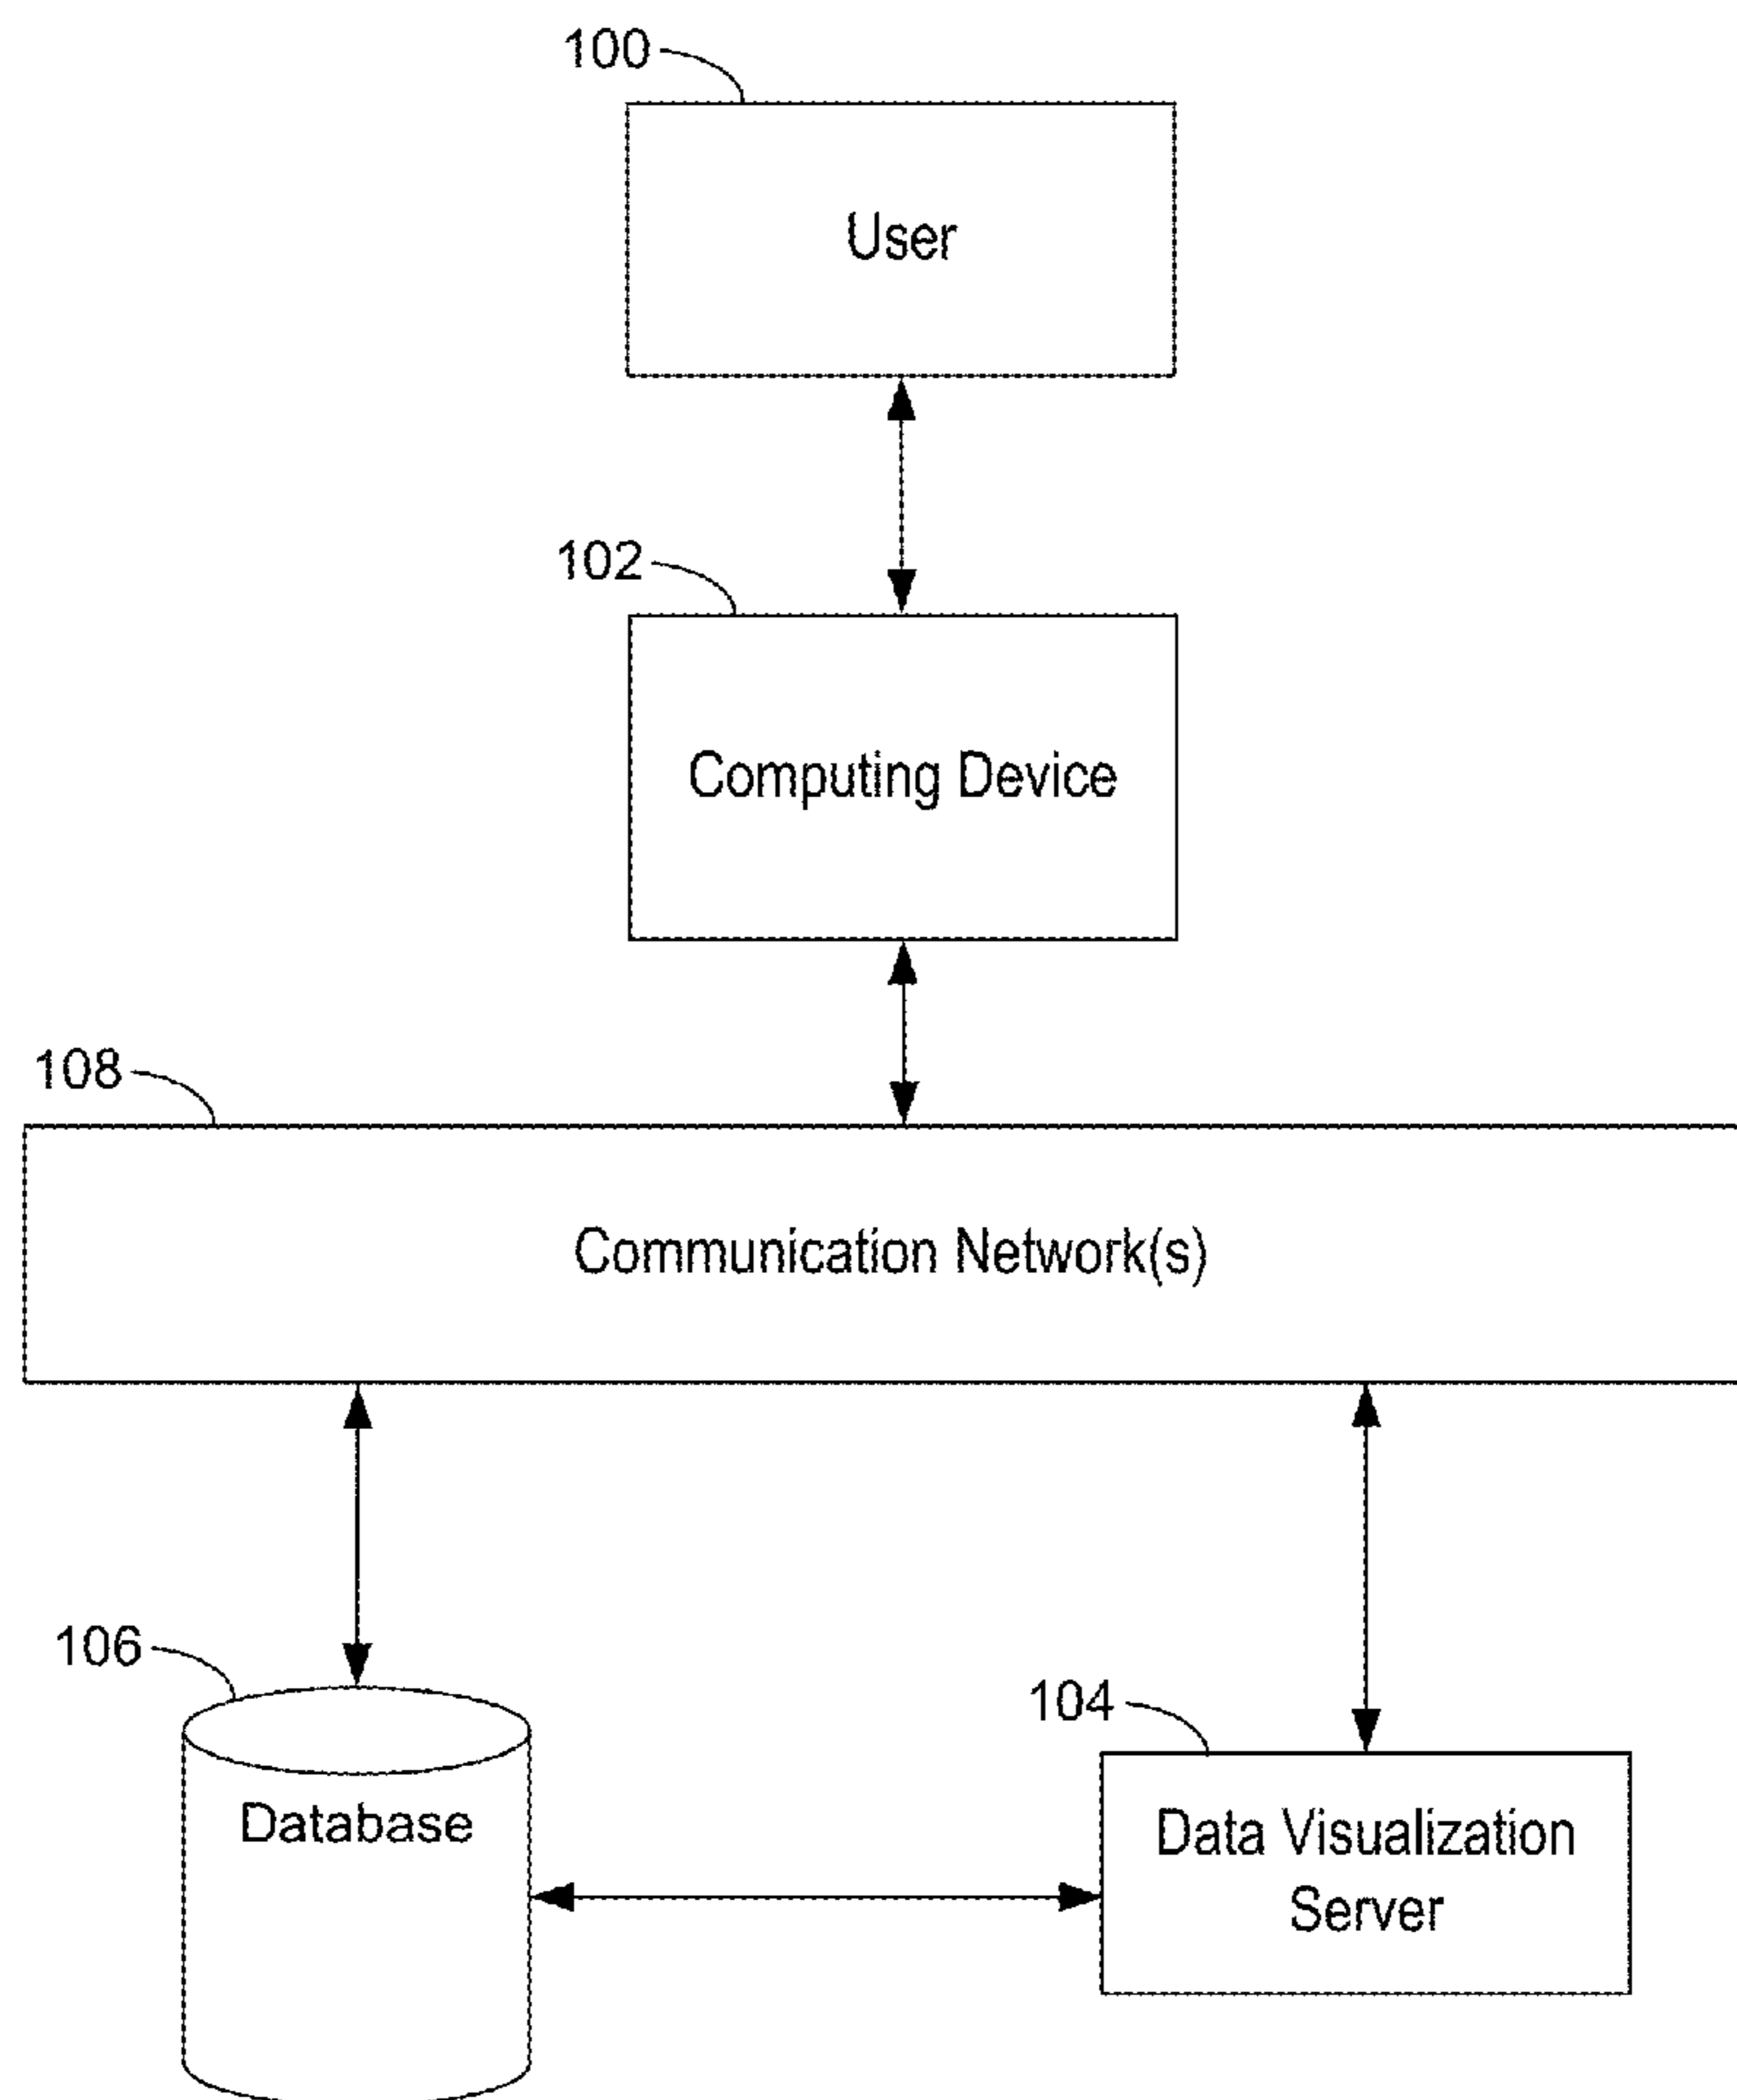 100
User
102
Computing Device
108
Communication Network(s)
106
Database
104
Data Visualization
Server